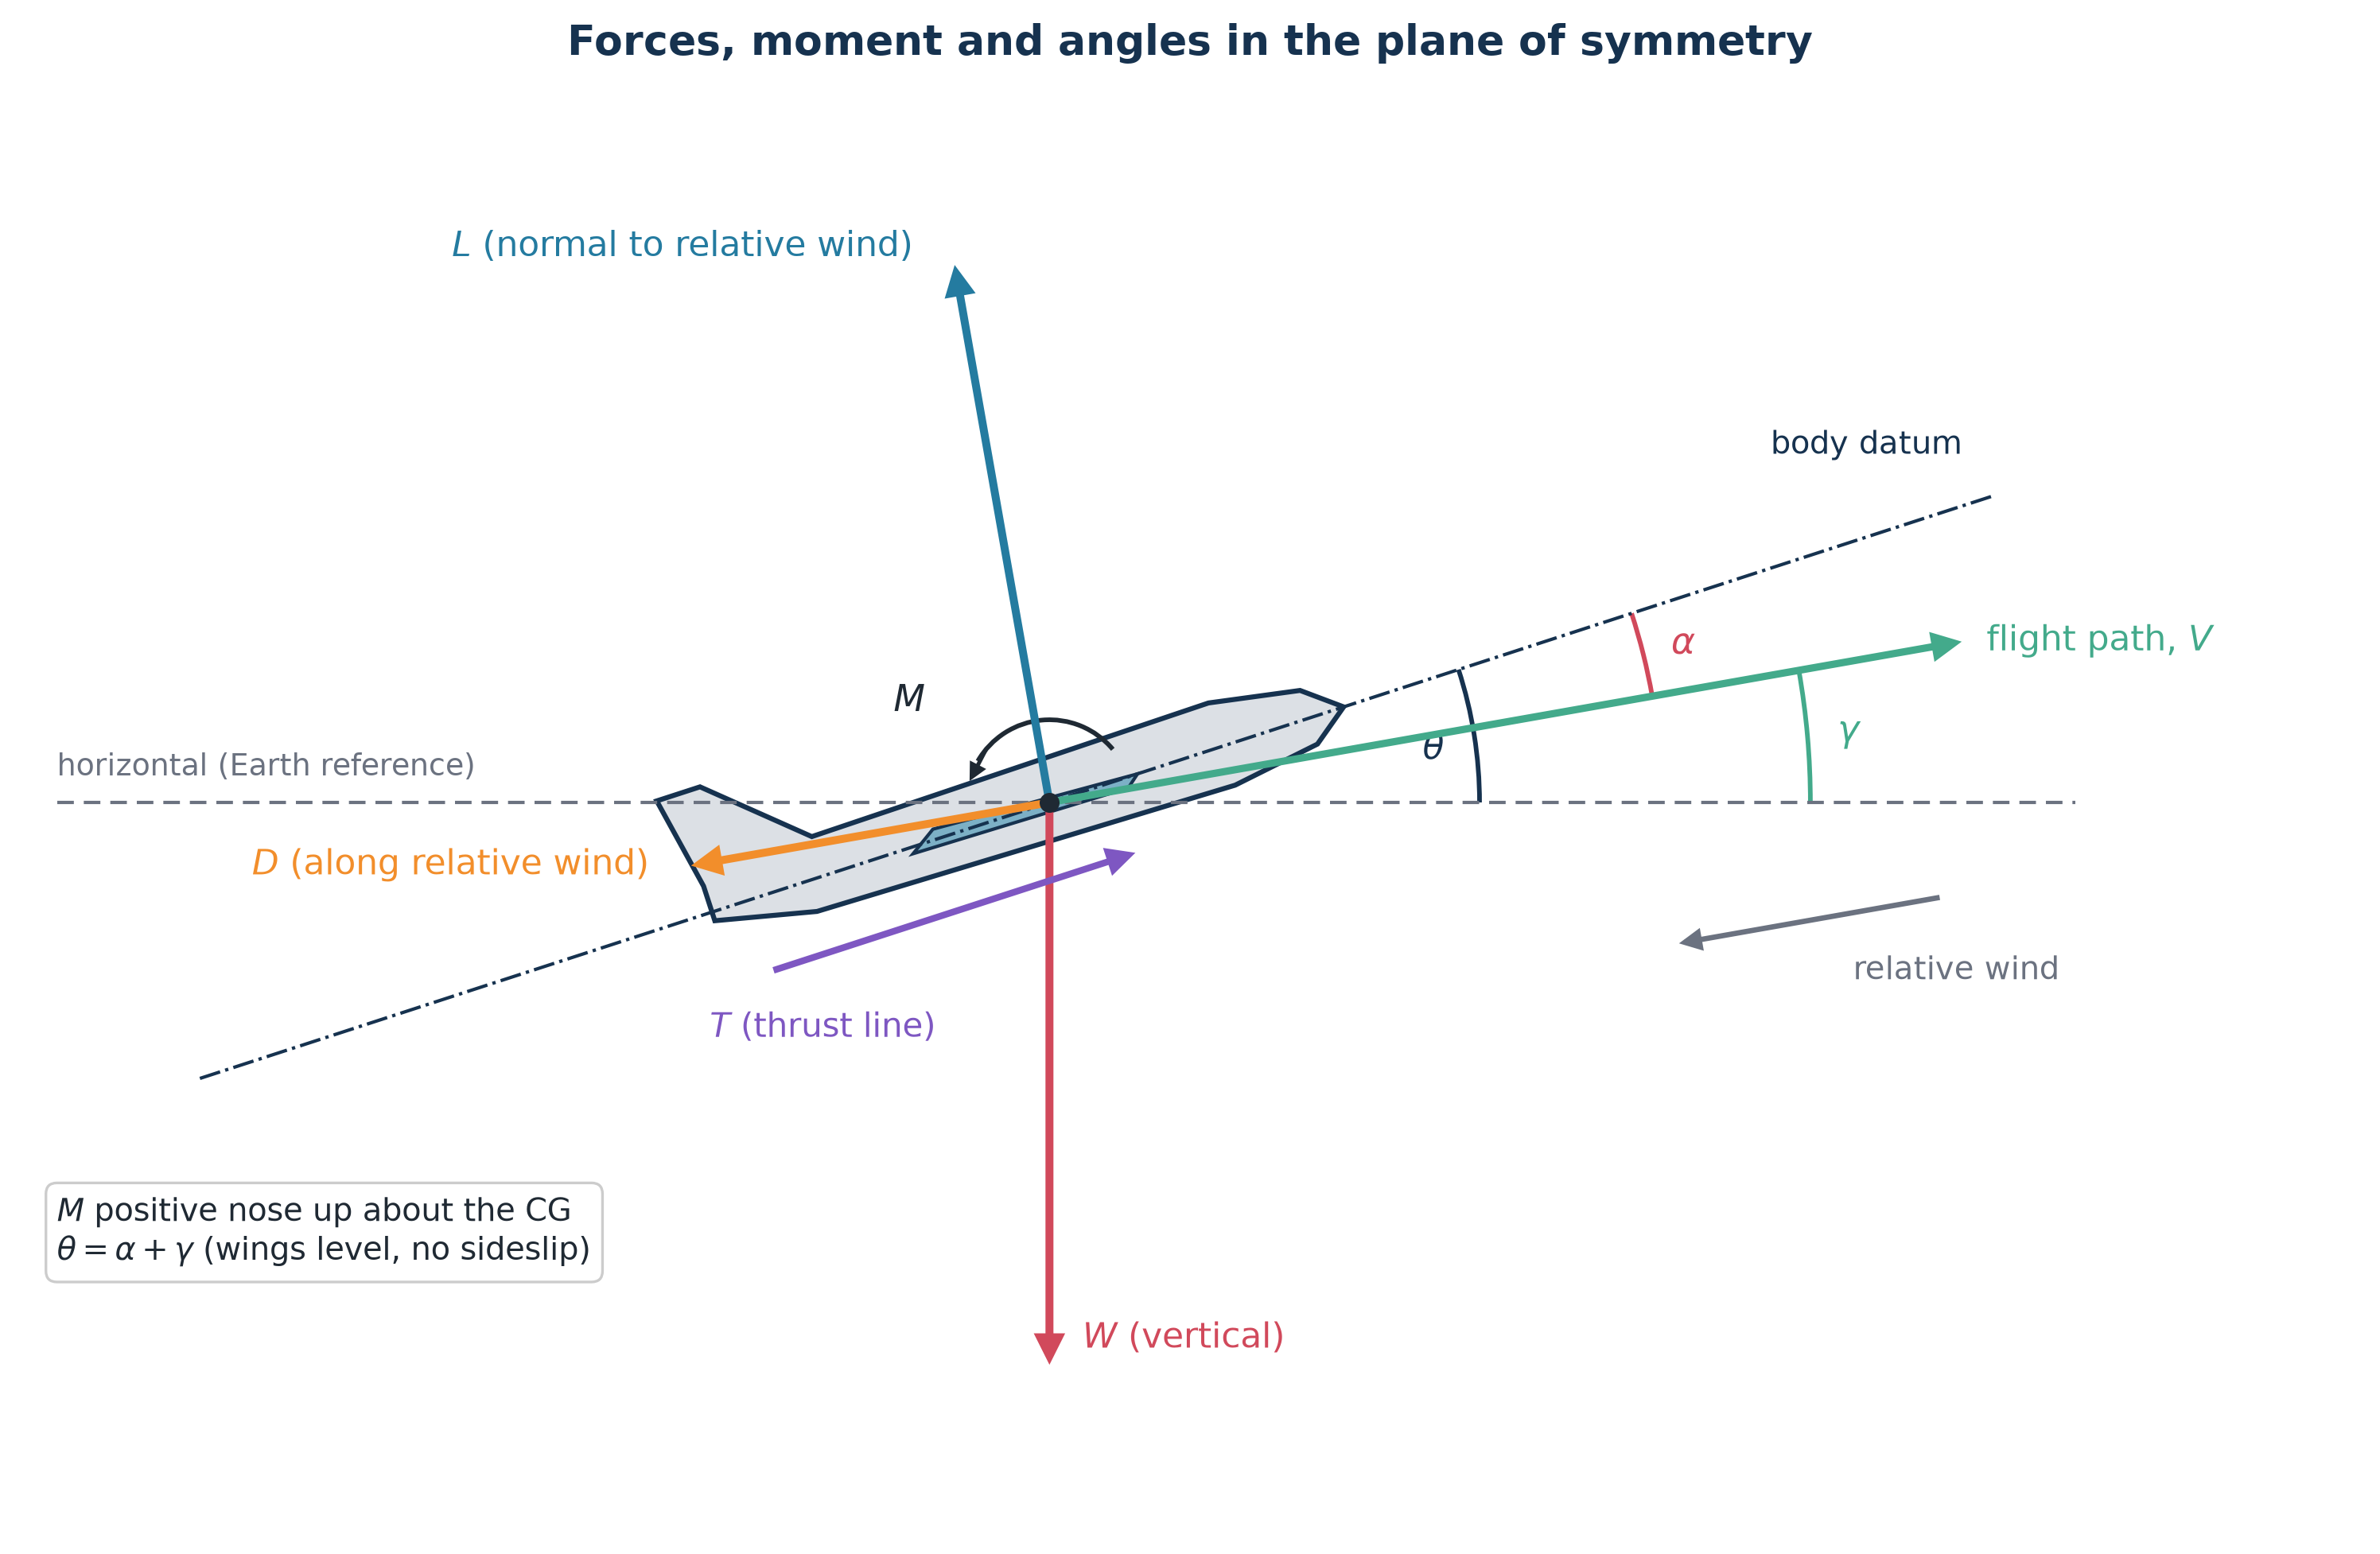 Forces, moment and angles in the plane of symmetry
L (normal to relative wind)
body datum
flight path, V
α
M
γ
θ
horizontal (Earth reference)
D (along relative wind)
relative wind
T (thrust line)
M positive nose up about the CG
θ = α + γ (wings level, no sideslip)
W (vertical)